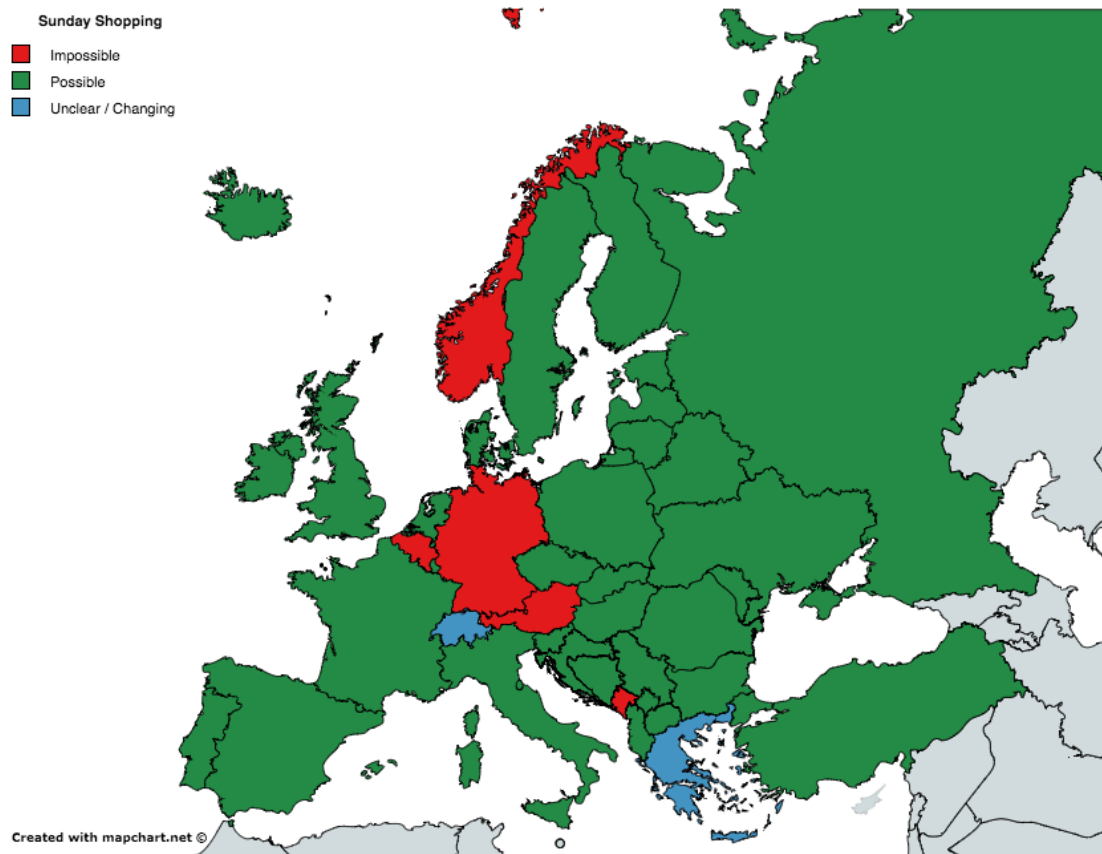 Sunday Shopping
Impossible
Possible
Unclear / Changing
Created with mapchart.net ©